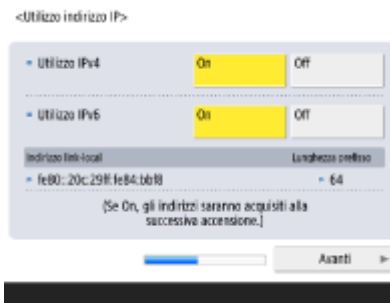 <Utilizzo indirizzo IP>
Utilizzo IPv4 On Off
Utilizzo IPv6 On Off
Indirizzo link-local Lunghezza prefisso
fe80::20c:29ff:fe84:bbf8 64
(Se On, gli indirizzi saranno acquisiti alla
successiva accensione.)
Avanti